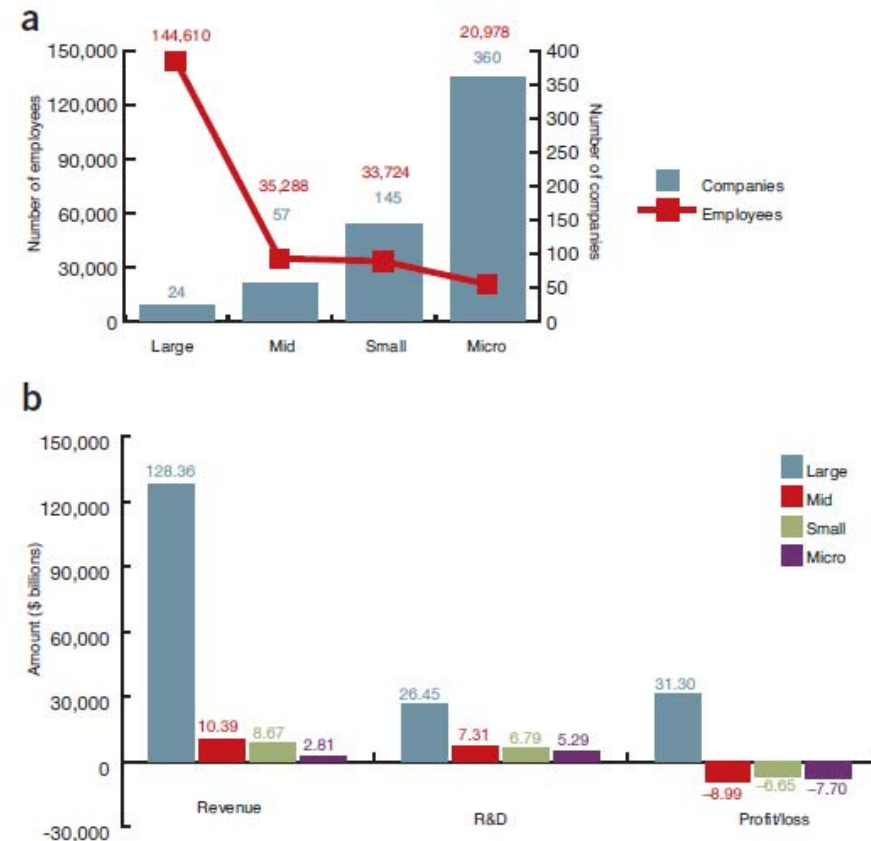 a
144,610
20,978
360
35,288
57
33,724
145
24
150,000
120,000
90,000
60,000
30,000
0
Number of employees
400
350
300
250
200
150
100
50
0
Number of companies
Large
Mid
Small
Micro
Companies
Employees
b
150,000
120,000
90,000
60,000
30,000
0
-30,000
Amount ($ billions)
128.36
10.39
8.67
2.81
26.45
7.31
6.79
5.29
31.30
–8.99
–6.65
–7.70
Revenue
R&D
Profit/loss
Large
Mid
Small
Micro